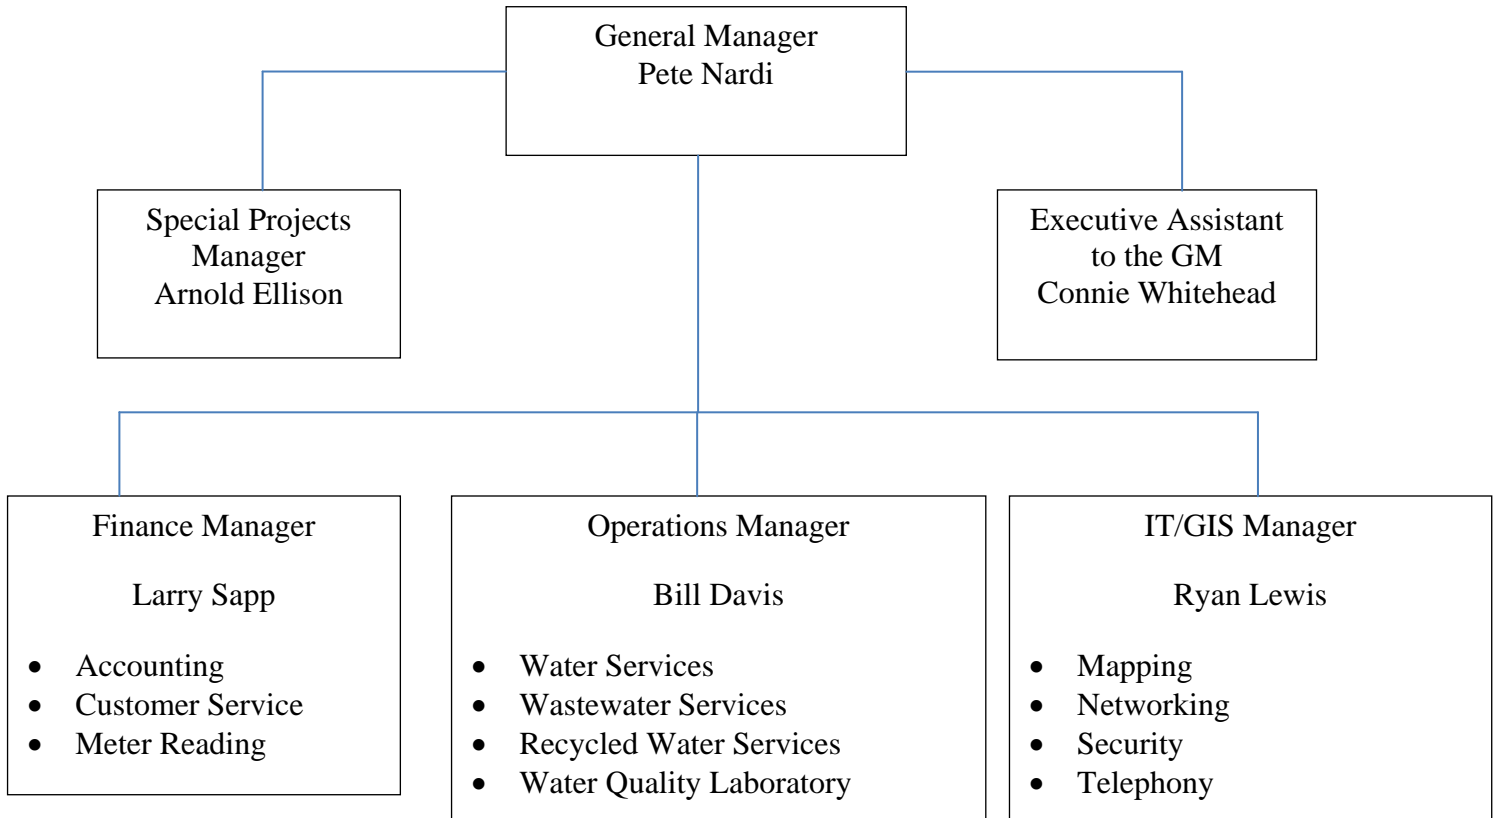 General Manager
Pete Nardi
Special Projects
Manager
Arnold Ellison
Executive Assistant
to the GM
Connie Whitehead
Finance Manager
Larry Sapp
• Accounting
• Customer Service
• Meter Reading
Operations Manager
Bill Davis
• Water Services
• Wastewater Services
• Recycled Water Services
• Water Quality Laboratory
IT/GIS Manager
Ryan Lewis
• Mapping
• Networking
• Security
• Telephony